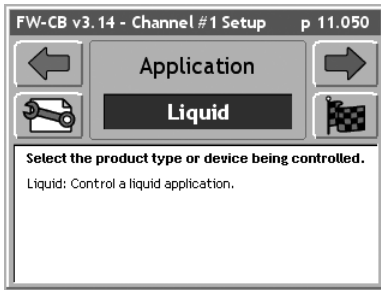 FW-CB v3.14 - Channel #1 Setup p 11.050
Application
Liquid
Select the product type or device being controlled.
Liquid: Control a liquid application.